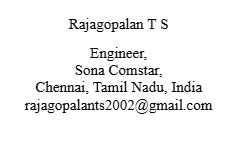 Rajagopalan T S
Engineer,
Sona Comstar,
Chennai, Tamil Nadu, India
rajagopalants2002@gmail.com